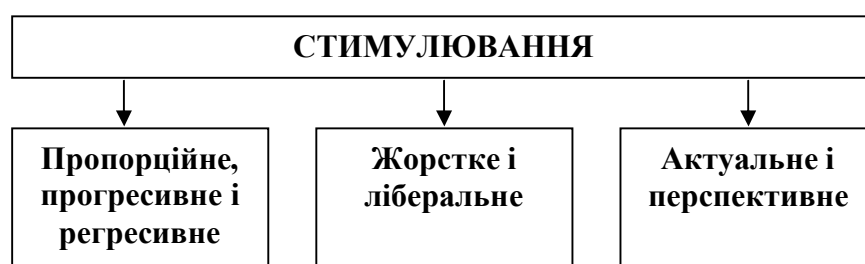 СТИМУЛЮВАННЯ
Пропорційне,
прогресивне і
регресивне
Жорстке і
ліберальне
Актуальне і
перспективне